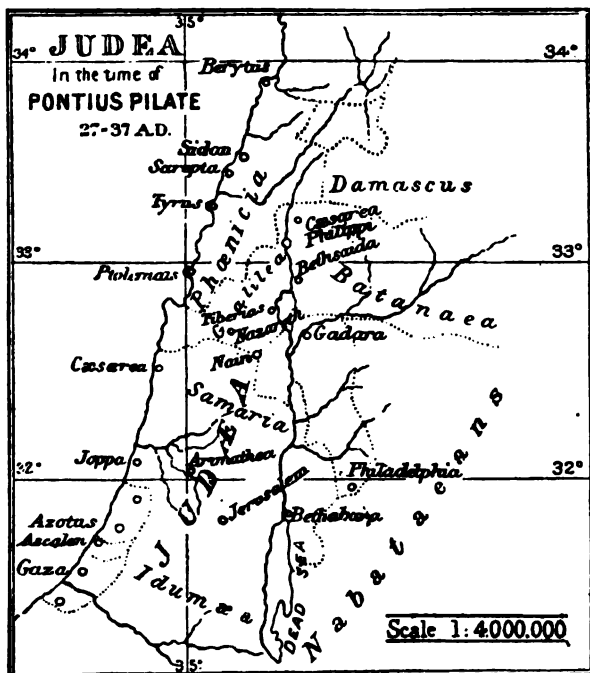 35°
34°
34°
JUDEA
In the time of
PONTIUS PILATE
27-37 A.D.
Berytus
Sidon
Sarepta
Tyrus
Phœnicia
Damascus
Cæsarea
Philippi
33°
33°
Ptolemais
Galilea
Bethsaida
Batanaea
Tiberias
Nazareth
Gadara
Cæsarea
Nain
Samaria
JUDEA
Joppa
Arimathea
32°
32°
Philadelphia
Jerusalem
Bethabara
Azotus
Ascalon
Gaza
Idumæa
DEAD SEA
Nabataeans
Scale 1:4.000.000
35°